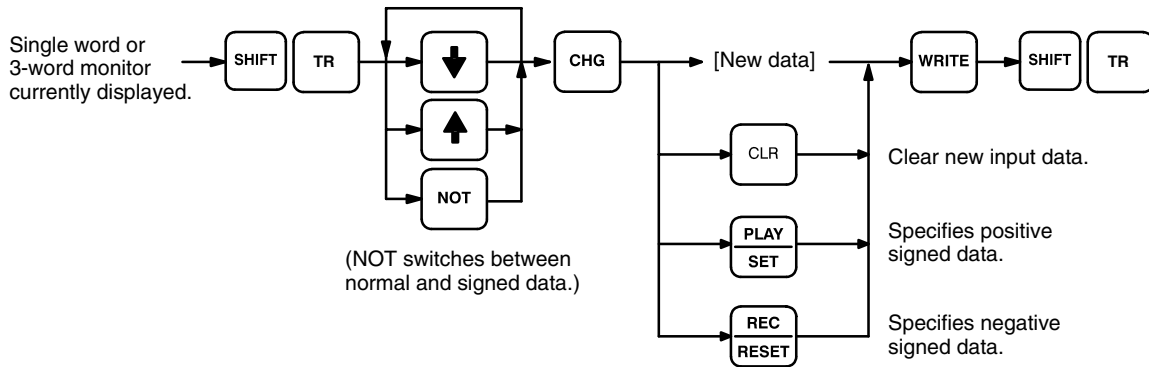 Single word or
3-word monitor
currently displayed.
SHIFT
TR
CHG
[New data]
WRITE
SHIFT
TR
NOT
(NOT switches between
normal and signed data.)
CLR
Clear new input data.
PLAY
SET
Specifies positive
signed data.
REC
RESET
Specifies negative
signed data.